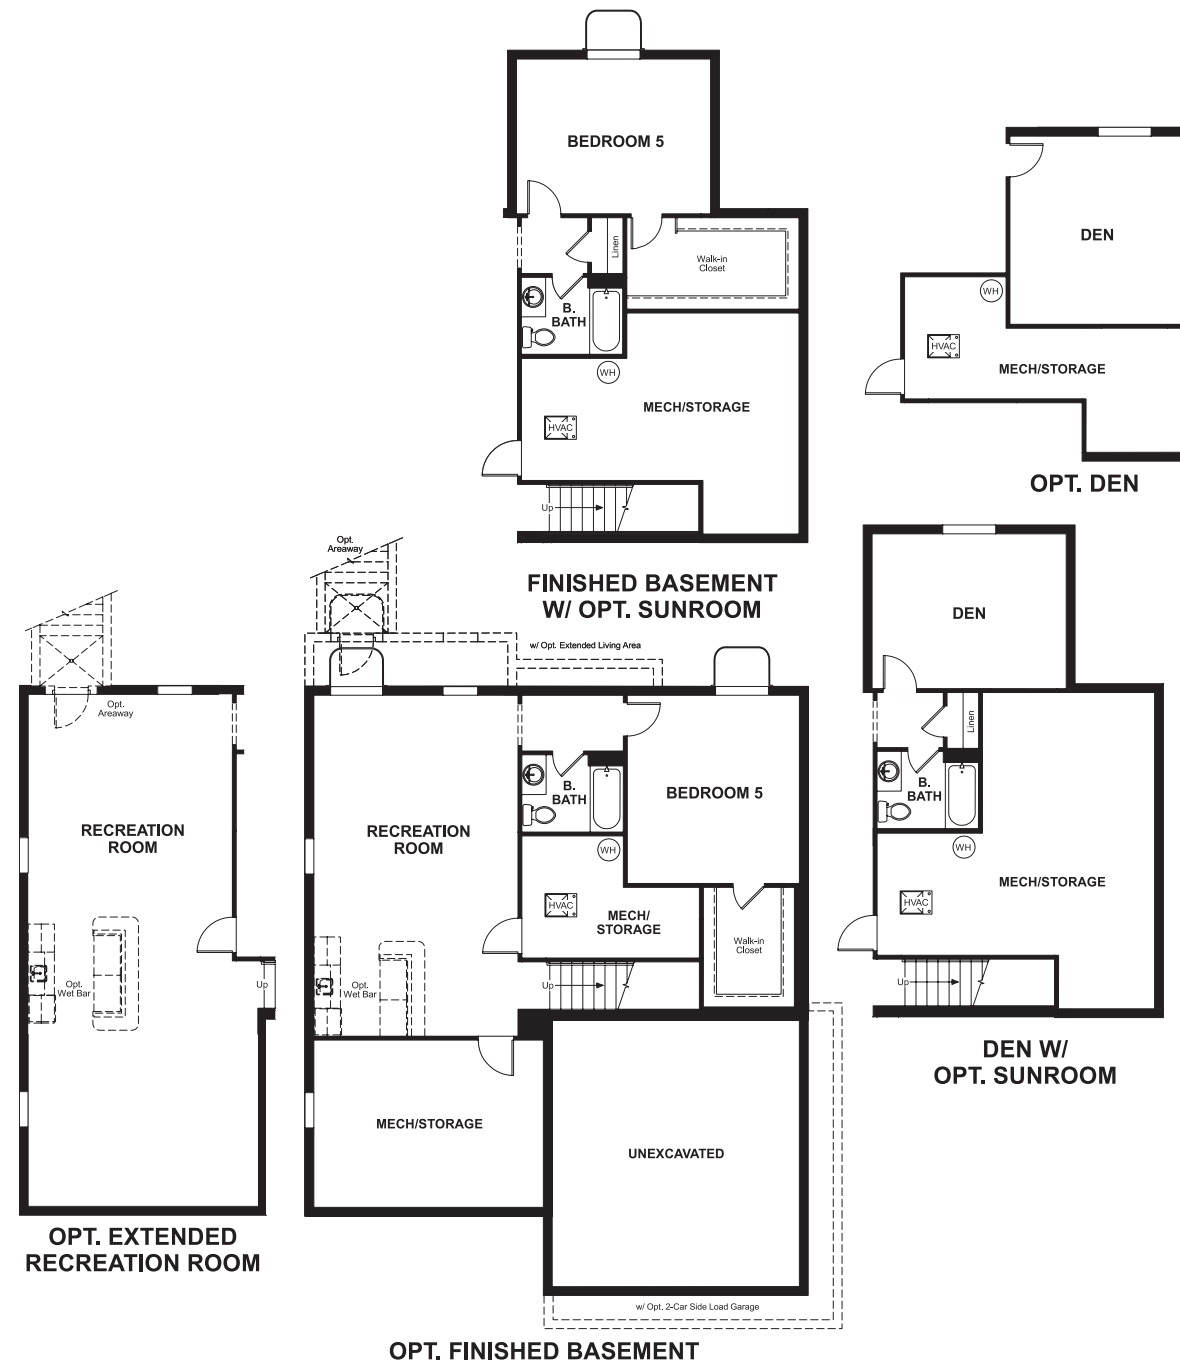 BEDROOM 5
Linen
Walk-in
Closet
B.
BATH
WH
MECH/STORAGE
HVAC
Up
FINISHED BASEMENT
W/ OPT. SUNROOM
DEN
WH
HVAC
MECH/STORAGE
OPT. DEN
DEN
Linen
B.
BATH
WH
MECH/STORAGE
HVAC
Up
DEN W/
OPT. SUNROOM
Opt.
Areaway
RECREATION
ROOM
Opt.
Wet Bar
Up
OPT. EXTENDED
RECREATION ROOM
Opt.
Areaway
w/ Opt. Extended Living Area
B.
BATH
BEDROOM 5
RECREATION
ROOM
WH
HVAC
MECH/
STORAGE
Walk-in
Closet
Opt.
Wet Bar
Up
MECH/STORAGE
UNEXCAVATED
w/ Opt. 2-Car Side Load Garage
OPT. FINISHED BASEMENT